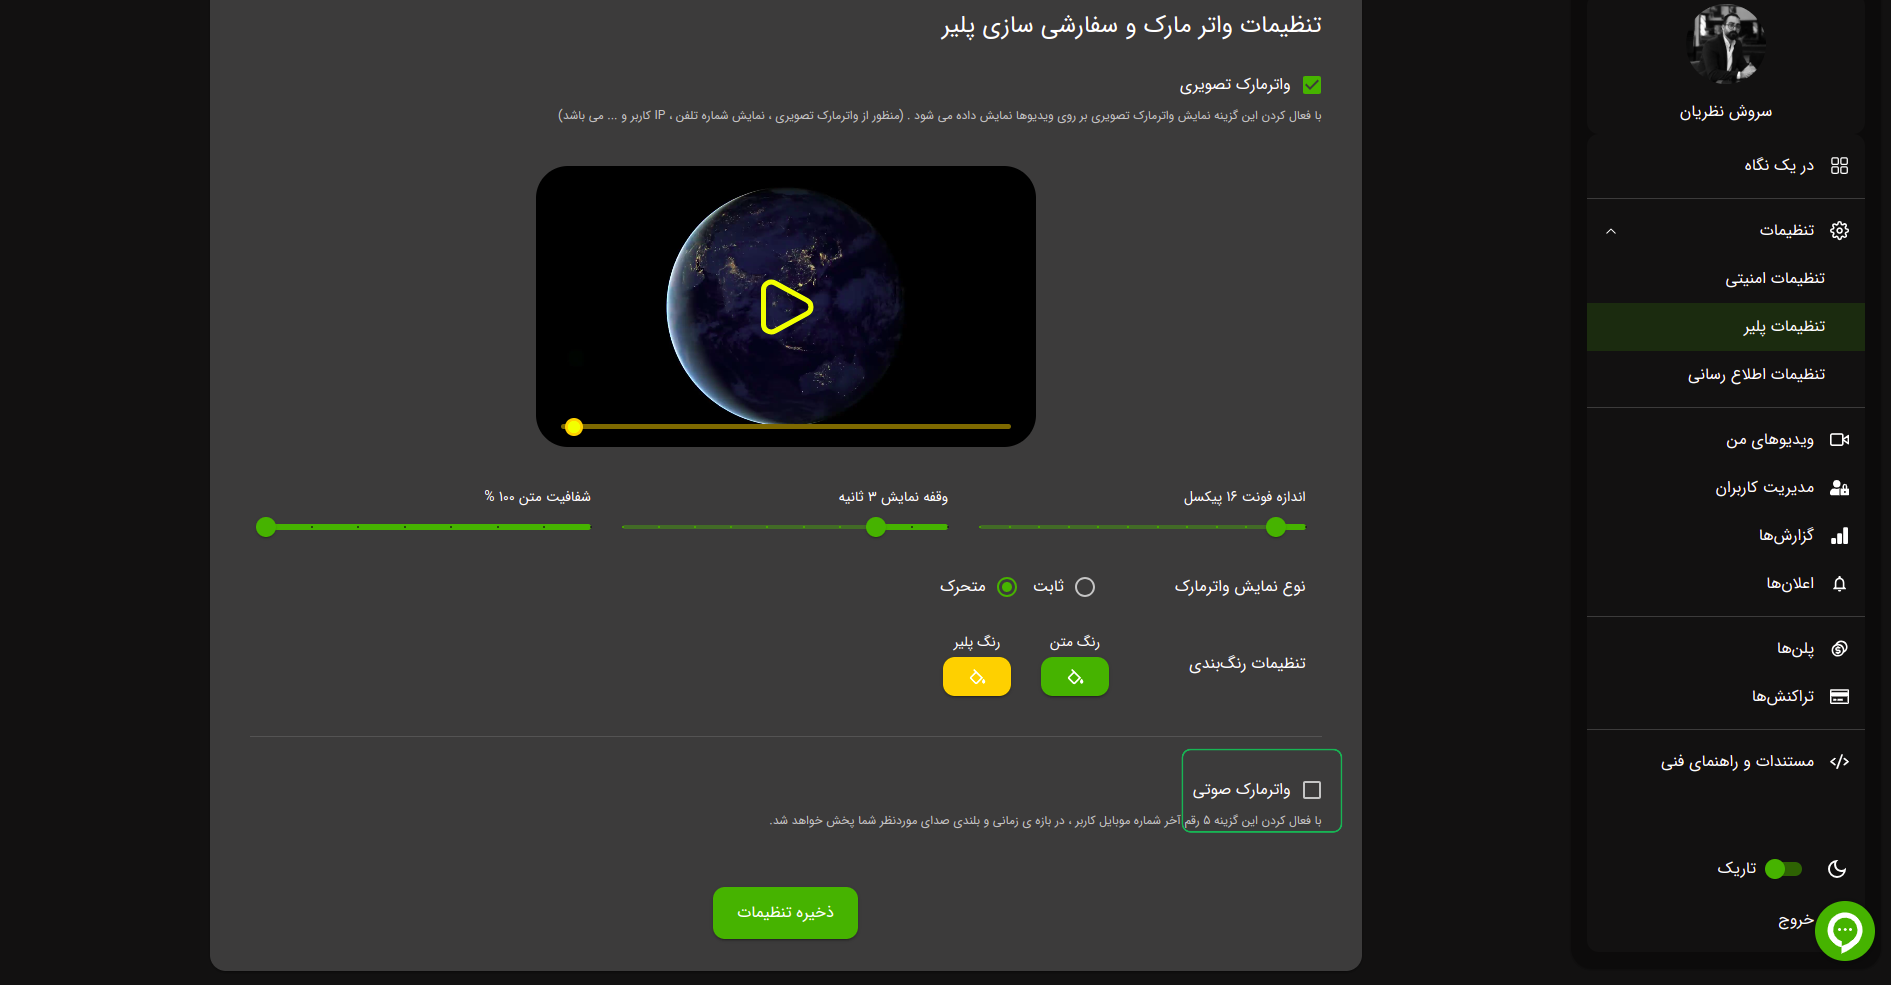 سروش نظریان
در یک نگاه
تنظیمات
تنظیمات امنیتی
تنظیمات پلیر
تنظیمات اطلاع رسانی
ویدیوهای من
مدیریت کاربران
گزارش‌ها
اعلان‌ها
پلن‌ها
تراکنش‌ها
مستندات و راهنمای فنی
تاریک
خروج
تنظیمات واتر مارک و سفارشی سازی پلیر
واترمارک تصویری
با فعال کردن این گزینه نمایش واترمارک تصویری بر روی ویدیوها نمایش داده می شود . (منظور از واترمارک تصویری ، نمایش شماره تلفن ، IP کاربر و ... می باشد)
اندازه فونت ۱۶ پیکسل
وقفه نمایش ۳ ثانیه
شفافیت متن ۱۰۰ %
نوع نمایش واترمارک
ثابت
متحرک
تنظیمات رنگ‌بندی
رنگ متن
رنگ پلیر
واترمارک صوتی
با فعال کردن این گزینه ۵ رقم آخر شماره موبایل کاربر ، در بازه ی زمانی و بلندی صدای موردنظر شما پخش خواهد شد.
ذخیره تنظیمات